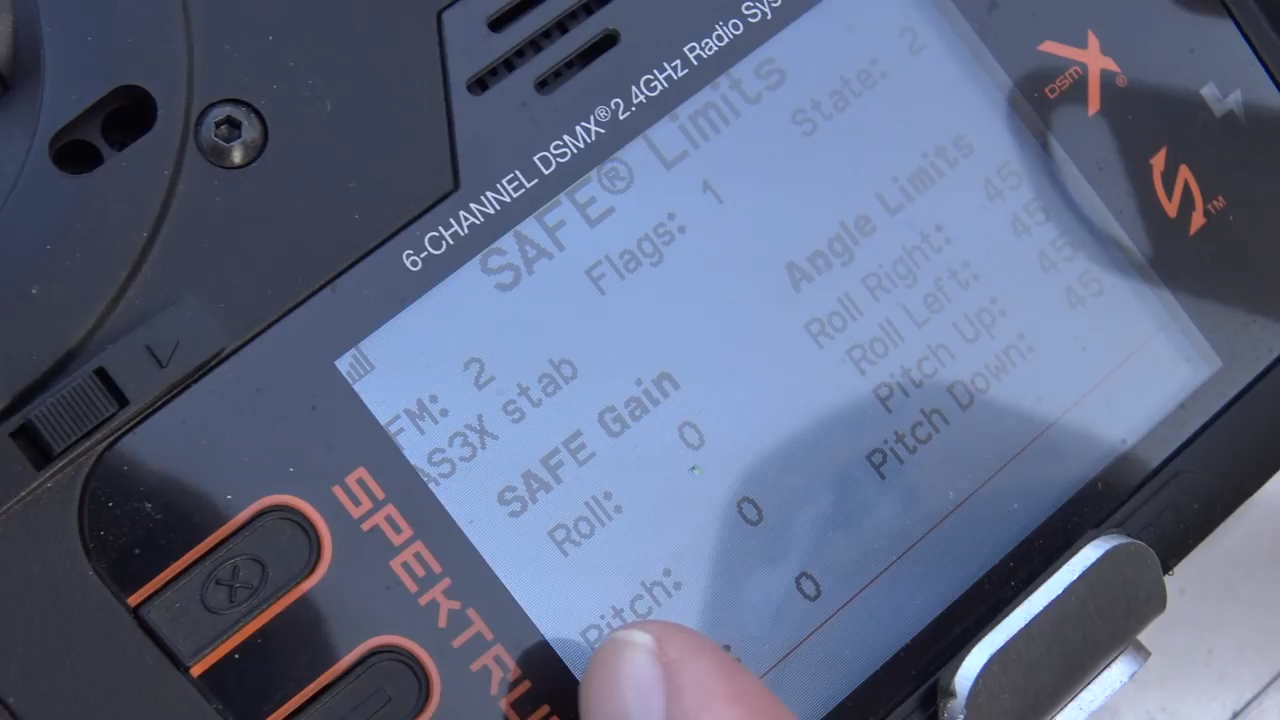 6-CHANNEL DSMX® 2.4GHz Radio Sys
DSMX®
TM
SAFE® Limits
Flags: 1
State: 2
FM: 2
AS3X stab
SAFE Gain
Roll: 0
Pitch: 0
0
Angle Limits
Roll Right: 45
Roll Left: 45
Pitch Up: 45
Pitch Down: 45
SPEKTRU